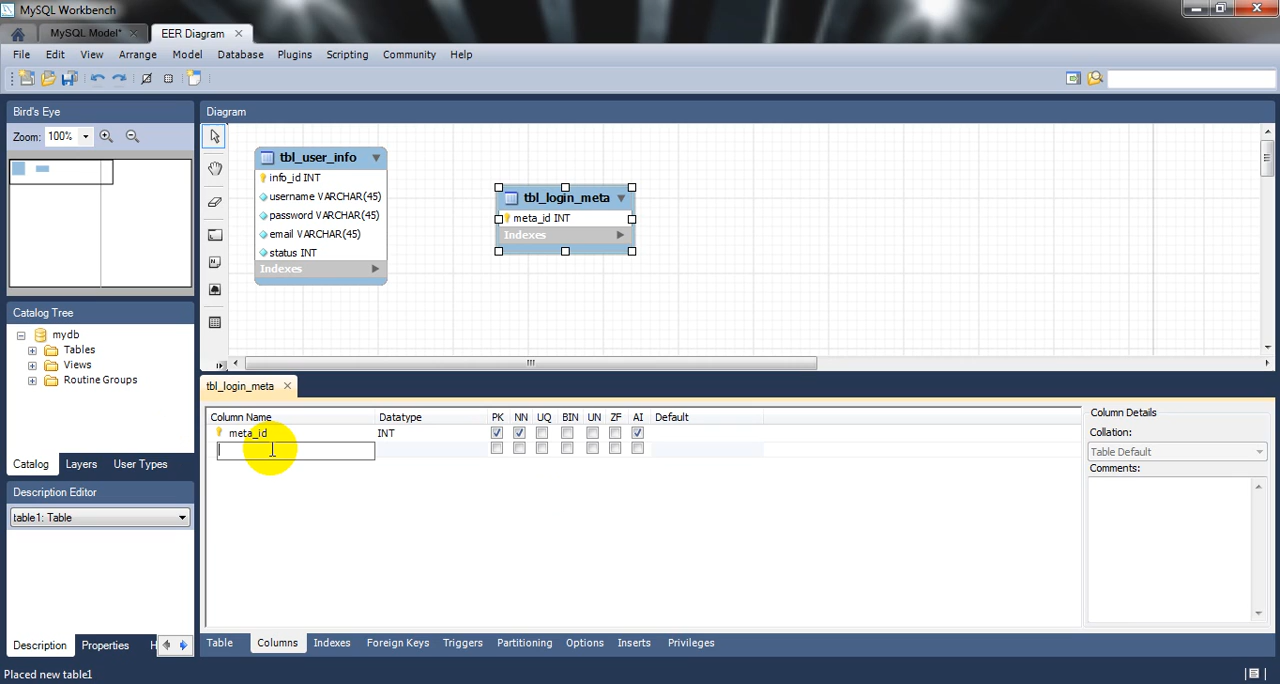 MySQL Workbench
MySQL Model* EER Diagram
File Edit View Arrange Model Database Plugins Scripting Community Help
Bird's Eye
Zoom: 100%
Diagram
tbl_user_info
info_id INT
username VARCHAR(45)
password VARCHAR(45)
email VARCHAR(45)
status INT
Indexes
tbl_login_meta
meta_id INT
Indexes
Catalog Tree
mydb
Tables
Views
Routine Groups
Catalog Layers User Types
Description Editor
table1: Table
Description Properties H
tbl_login_meta
Column Name Datatype PK NN UQ BIN UN ZF AI Default
meta_id INT
Column Details
Collation:
Table Default
Comments:
Table Columns Indexes Foreign Keys Triggers Partitioning Options Inserts Privileges
Placed new table1